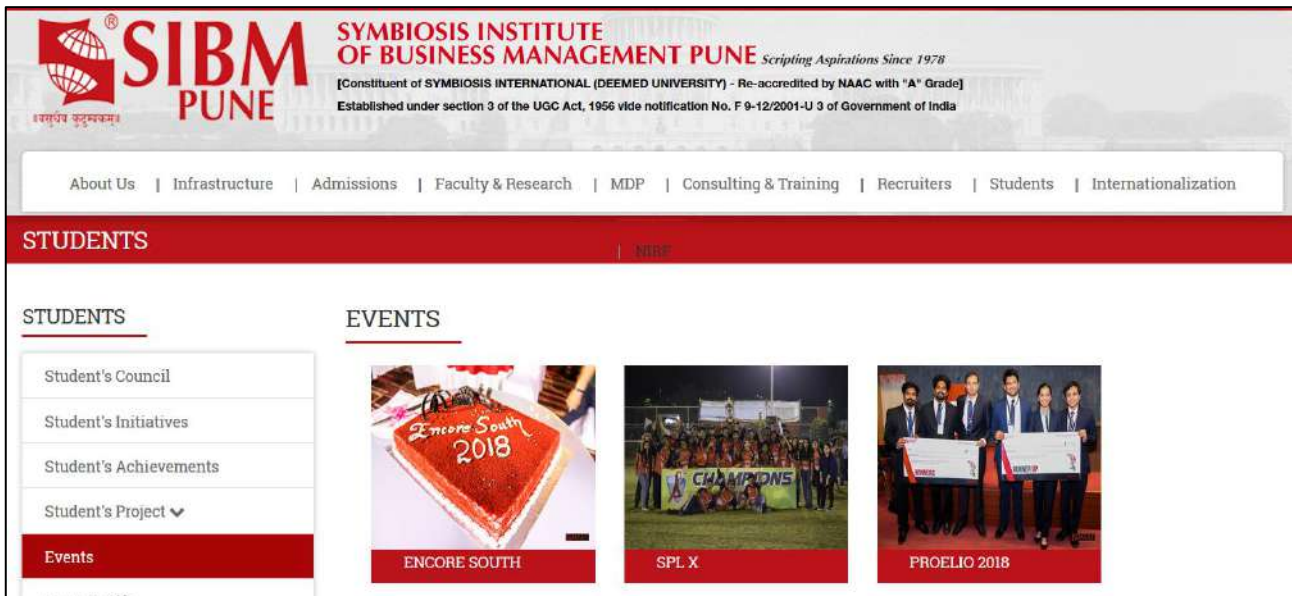 ®
SIBM
PUNE
॥वसुधैव कुटुम्बकम्॥
SYMBIOSIS INSTITUTE
OF BUSINESS MANAGEMENT PUNE Scripting Aspirations Since 1978
[Constituent of SYMBIOSIS INTERNATIONAL (DEEMED UNIVERSITY) - Re-accredited by NAAC with "A" Grade]
Established under section 3 of the UGC Act, 1956 vide notification No. F 9-12/2001-U 3 of Government of India
About Us | Infrastructure | Admissions | Faculty & Research | MDP | Consulting & Training | Recruiters | Students | Internationalization
| NIRF
STUDENTS
STUDENTS
Student's Council
Student's Initiatives
Student's Achievements
Student's Project
Events
EVENTS
Encore South
2018
ENCORE SOUTH
CHAMPIONS
SPL X
WINNERS
RUNNER UP
PROELIO 2018